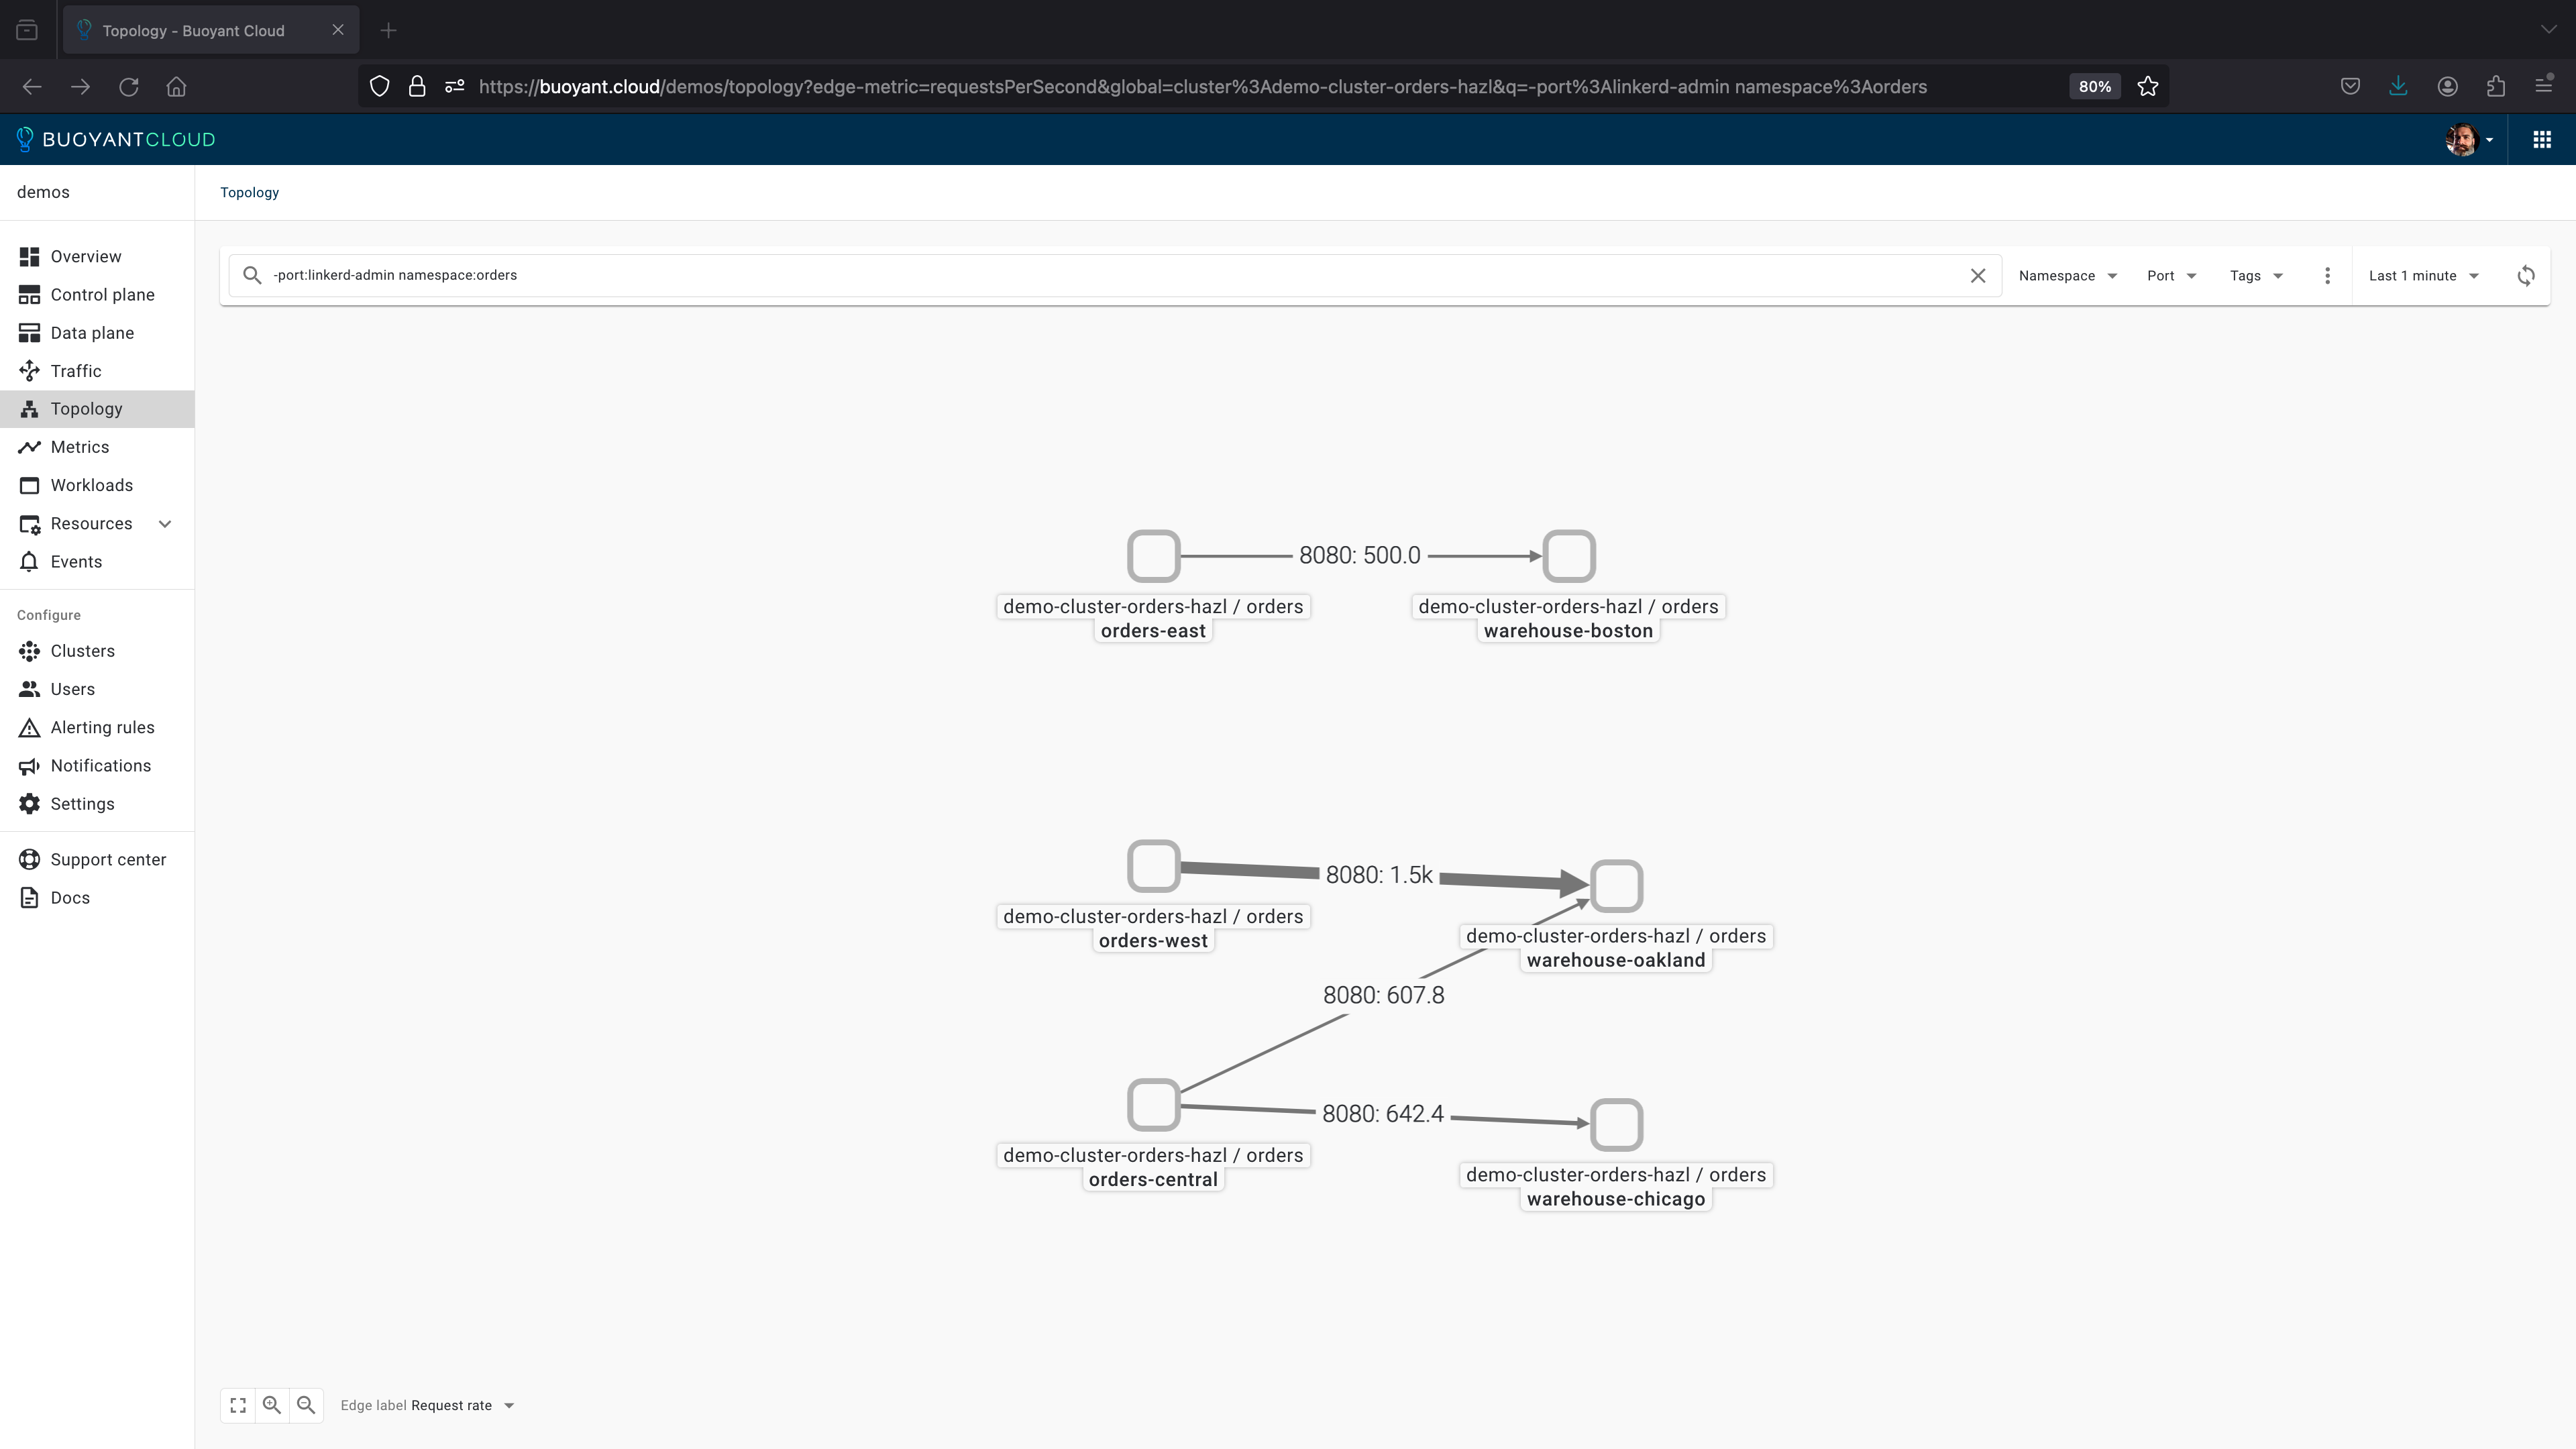 Topology - Buoyant Cloud
https://buoyant.cloud/demos/topology?edge-metric=requestsPerSecond&global=cluster%3Ademo-cluster-orders-hazl&q=-port%3Alinkerd-admin namespace%3Aorders
80%
BUOYANTCLOUD
demos
Topology
Overview
Control plane
Data plane
Traffic
Topology
Metrics
Workloads
Resources
Events
Configure
Clusters
Users
Alerting rules
Notifications
Settings
Support center
Docs
-port:linkerd-admin namespace:orders
Namespace
Port
Tags
Last 1 minute
8080: 500.0
demo-cluster-orders-hazl / orders
orders-east
demo-cluster-orders-hazl / orders
warehouse-boston
8080: 1.5k
demo-cluster-orders-hazl / orders
orders-west
demo-cluster-orders-hazl / orders
warehouse-oakland
8080: 607.8
8080: 642.4
demo-cluster-orders-hazl / orders
orders-central
demo-cluster-orders-hazl / orders
warehouse-chicago
Edge label Request rate